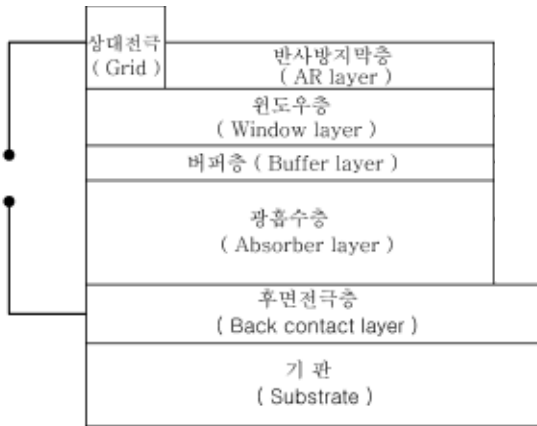 상대전극
( Grid )
반사방지막층
( AR layer )
윈도우층
( Window layer )
버퍼층 ( Buffer layer )
광흡수층
( Absorber layer )
후면전극층
( Back contact layer )
기 판
( Substrate )